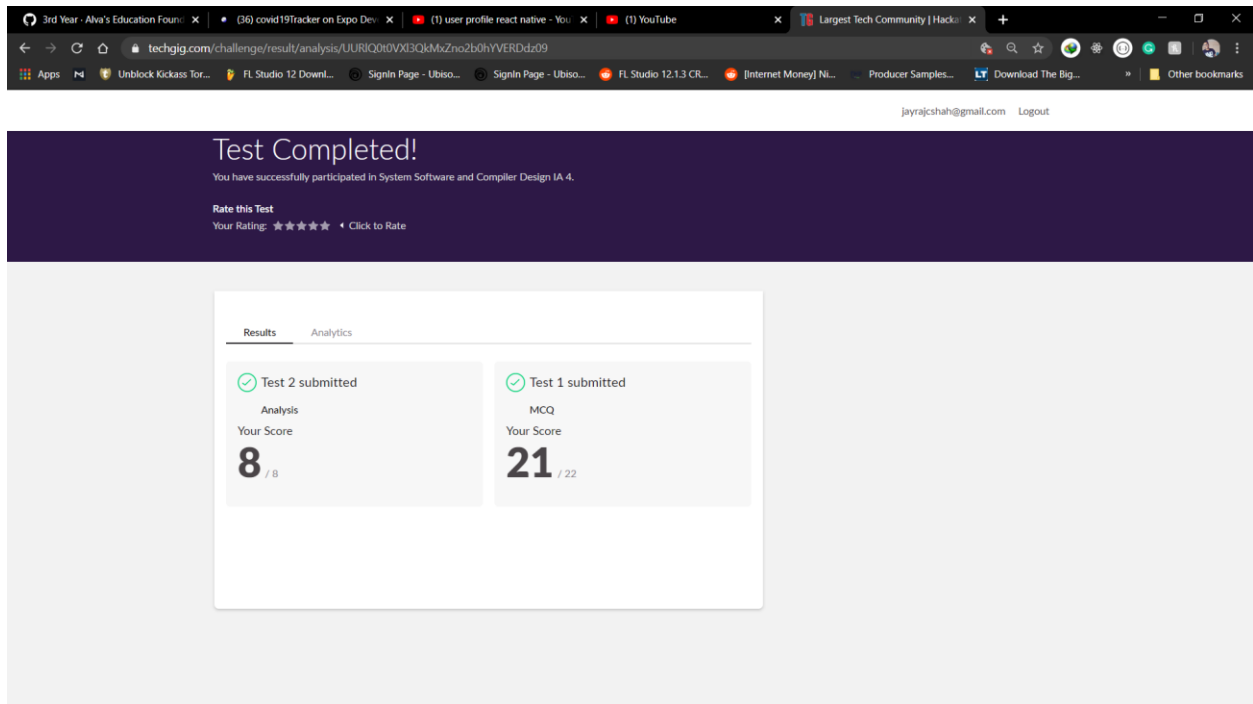 3rd Year · Alva's Education Found
(36) covid19Tracker on Expo Dev
(1) user profile react native - You
(1) YouTube
Largest Tech Community | Hacka
techgig.com/challenge/result/analysis/
Apps
Unblock Kickass Tor...
FL Studio 12 Downl...
Signin Page - Ubiso...
Signin Page - Ubiso...
FL Studio 12.1.3 CR...
[Internet Money] Ni...
Producer Samples...
LT Download The Big...
»
Other bookmarks
jayrajcshah@gmail.com Logout
Test Completed!
You have successfully participated in System Software and Compiler Design IA 4.
Rate this Test
Your Rating: Click to Rate
Results Analytics
Test 2 submitted
Analysis
Your Score
8 / 8
Test 1 submitted
MCQ
Your Score
21 / 22